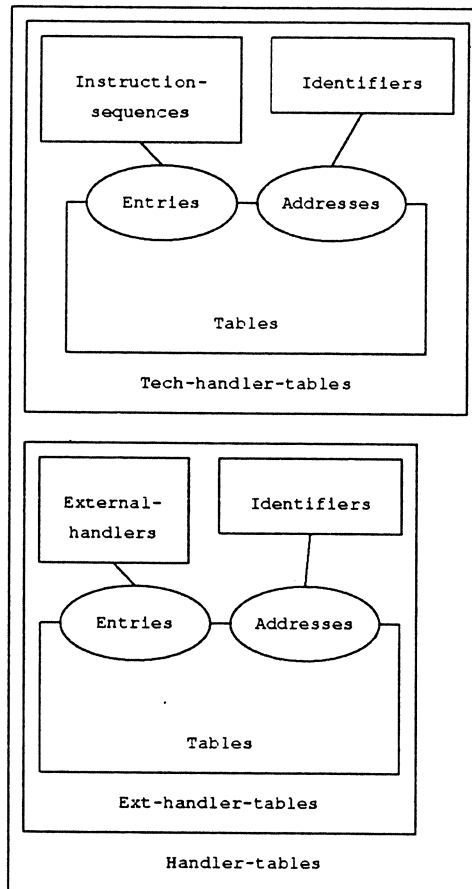 Instruction-
sequences
Identifiers
Entries
Addresses
Tables
Tech-handler-tables
External-
handlers
Identifiers
Entries
Addresses
Tables
Ext-handler-tables
Handler-tables